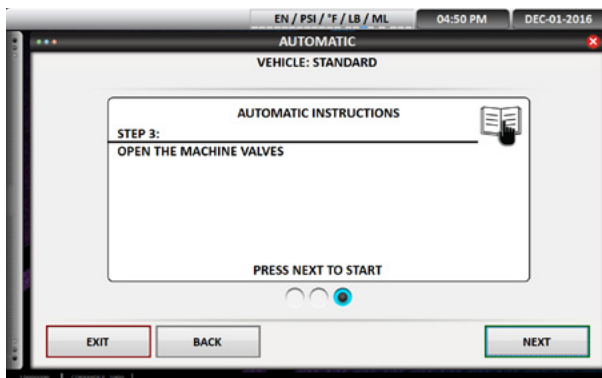 EN / PSI / °F / LB / ML 04:50 PM DEC-01-2016
AUTOMATIC
VEHICLE: STANDARD
AUTOMATIC INSTRUCTIONS
STEP 3:
OPEN THE MACHINE VALVES
PRESS NEXT TO START
EXIT BACK NEXT